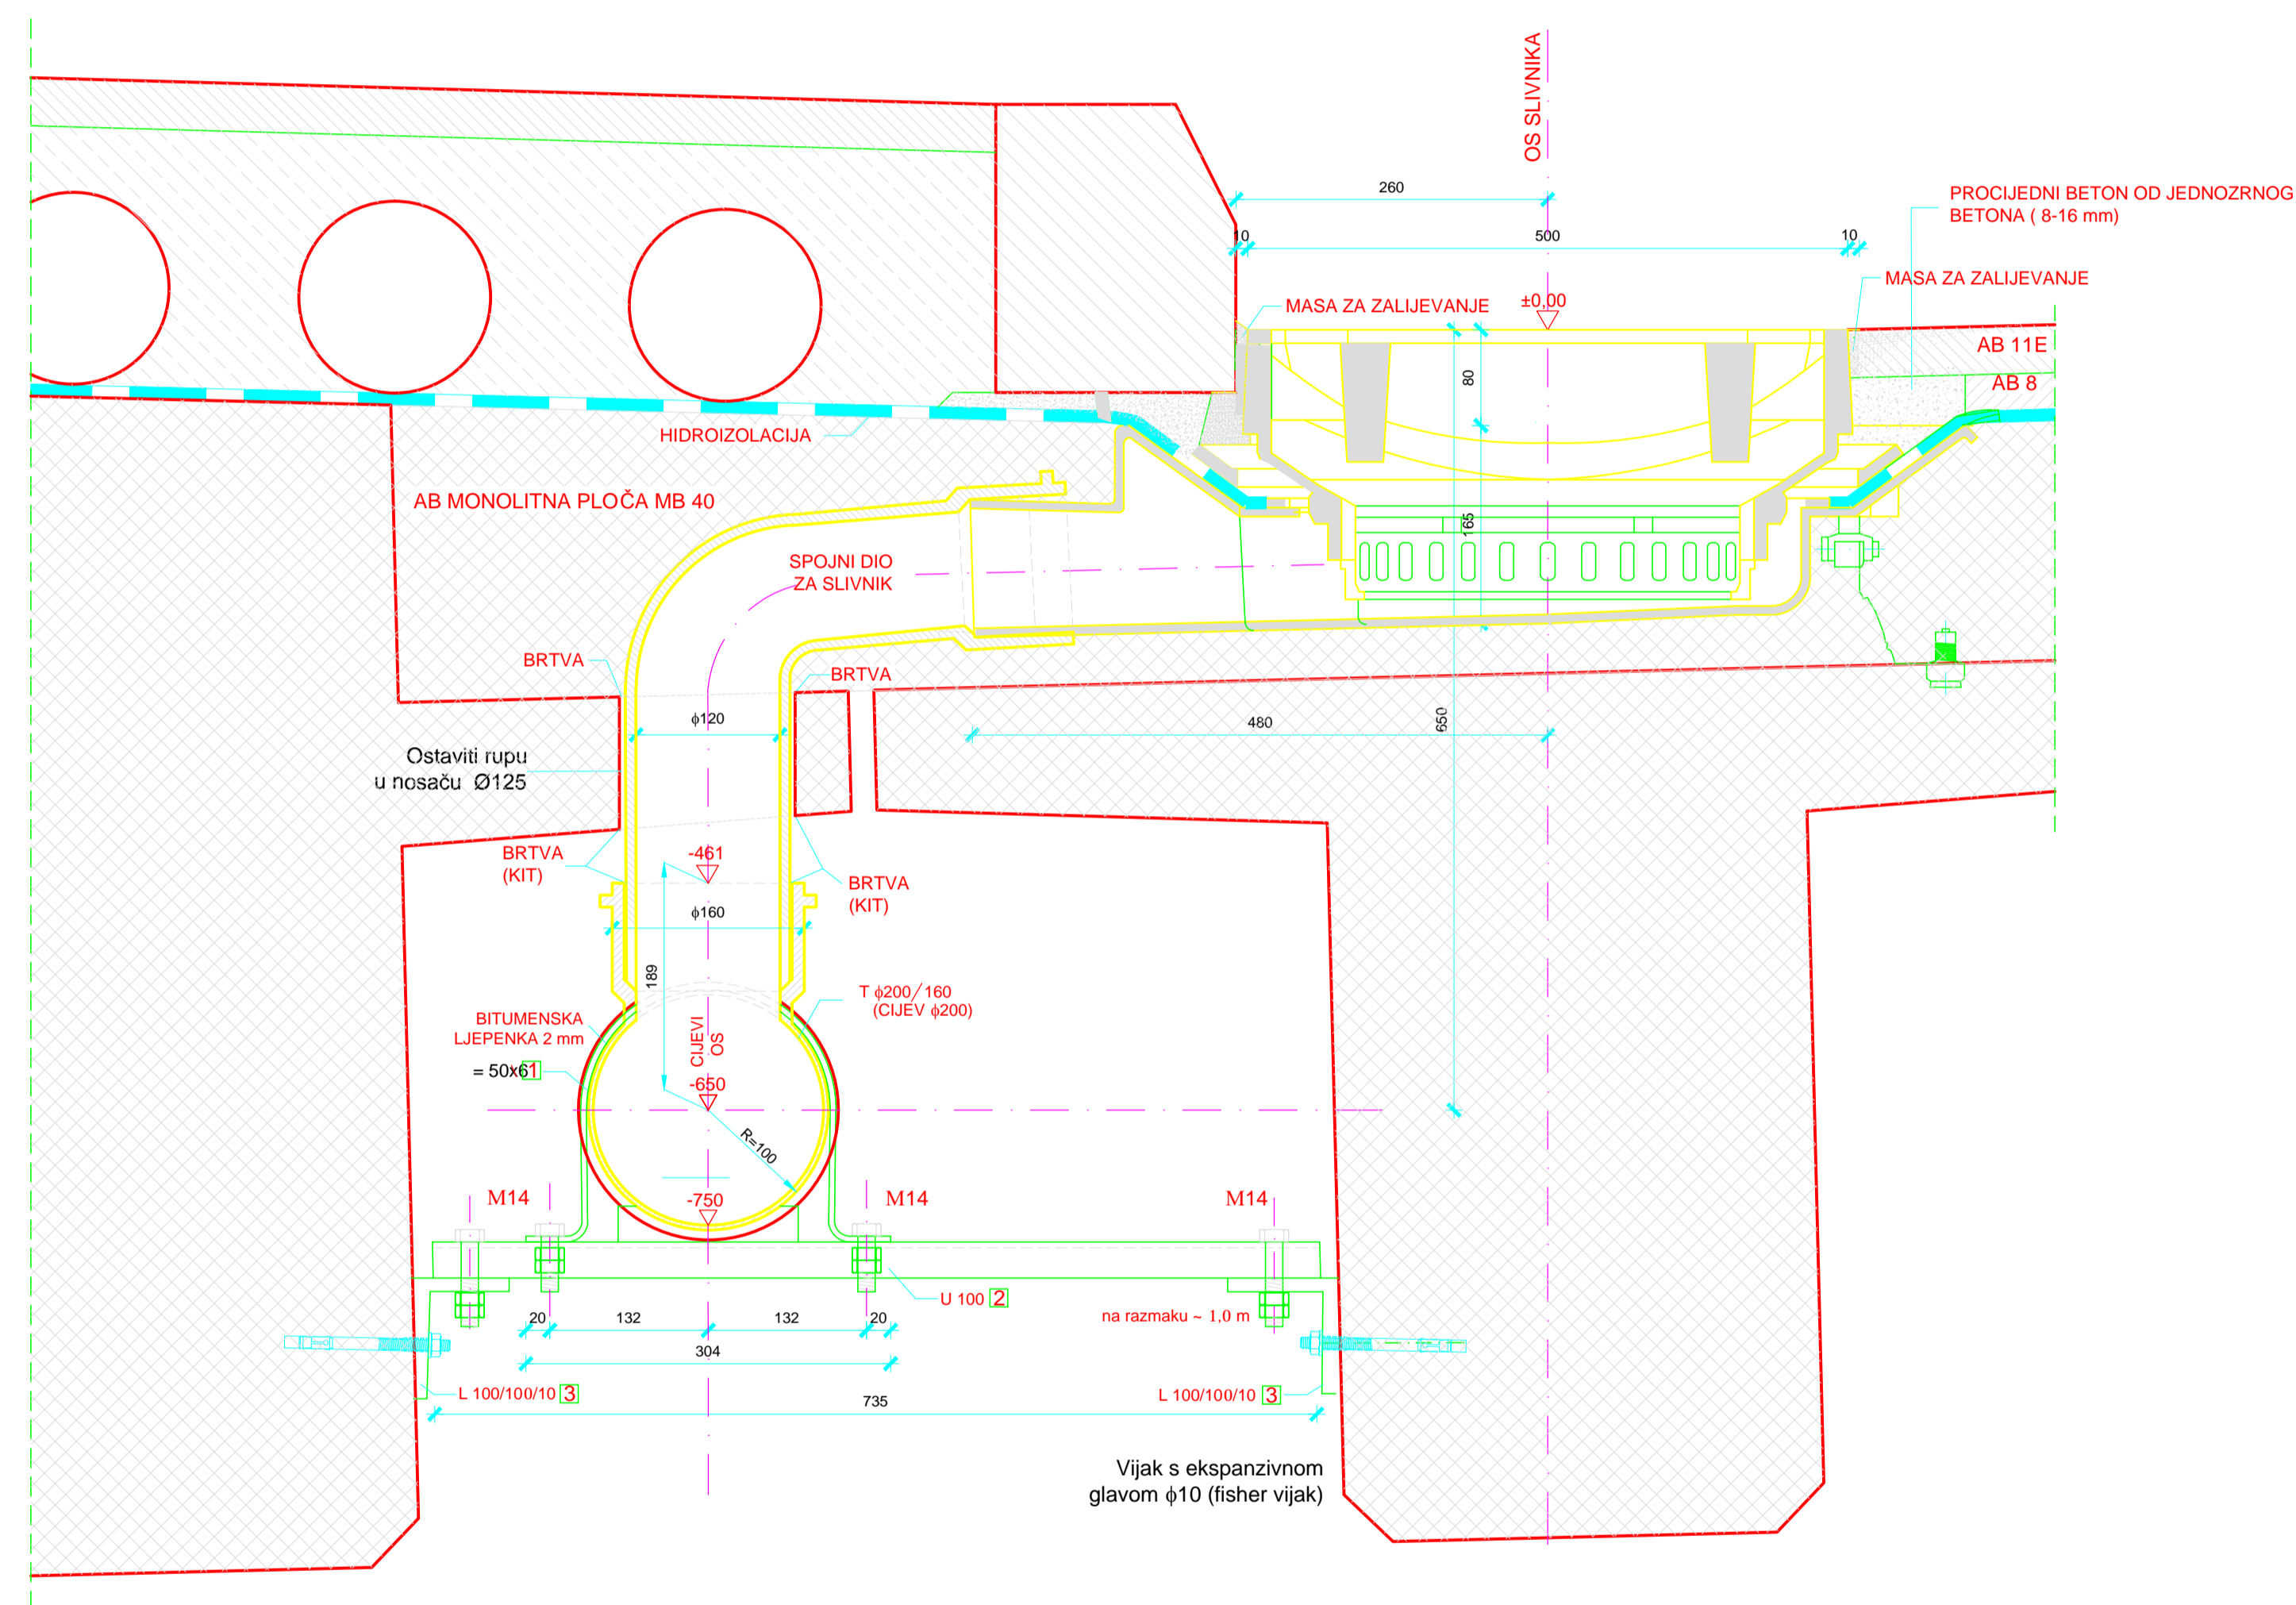 OS SLIVNIKA
260
10
500
10
PROCIJEDNI BETON OD JEDNOZRNOG
BETONA ( 8-16 mm)
MASA ZA ZALIJEVANJE
MASA ZA ZALIJEVANJE
±0,00
AB 11E
AB 8
80
HIDROIZOLACIJA
AB MONOLITNA PLOČA MB 40
165
SPOJNI DIO
ZA SLIVNIK
BRTVA
BRTVA
ϕ120
480
650
Ostaviti rupu
u nosaču Ø125
BRTVA
(KIT)
-461
BRTVA
(KIT)
ϕ160
189
T ϕ200/160
(CIJEV ϕ200)
BITUMENSKA
LJEPENKA 2 mm
CIJEVI
OS
= 50x6 1
-650
R=100
M14
-750
M14
M14
U 100 2
na razmaku ~ 1,0 m
20
132
132
20
304
L 100/100/10 3
L 100/100/10 3
735
Vijak s ekspanzivnom
glavom ϕ10 (fisher vijak)